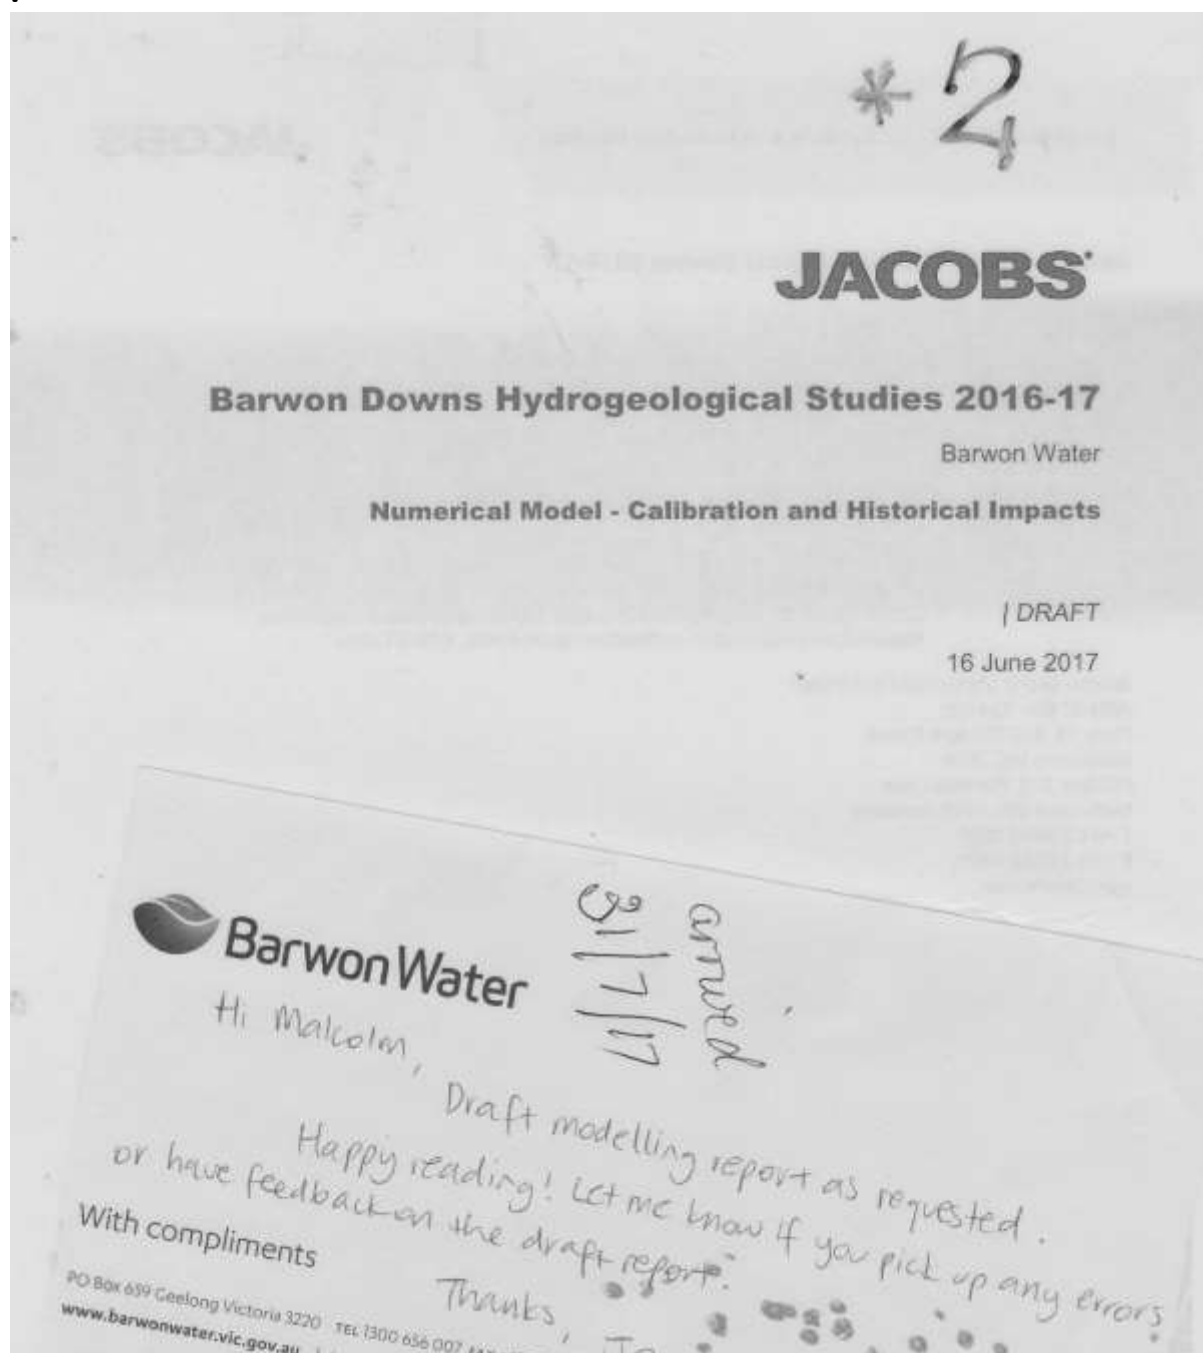 * 2
JACOBS
Barwon Downs Hydrogeological Studies 2016-17
Barwon Water
Numerical Model - Calibration and Historical Impacts
| DRAFT
16 June 2017
Barwon Water
arrived
31/7/17
Hi Malcolm,
Draft modelling report as requested.
Happy reading! Let me know if you pick up any errors
or have feedback on the draft report.
With compliments
Thanks,
PO Box 659 Geelong Victoria 3220 TEL 1300 656 007
www.barwonwater.vic.gov.au